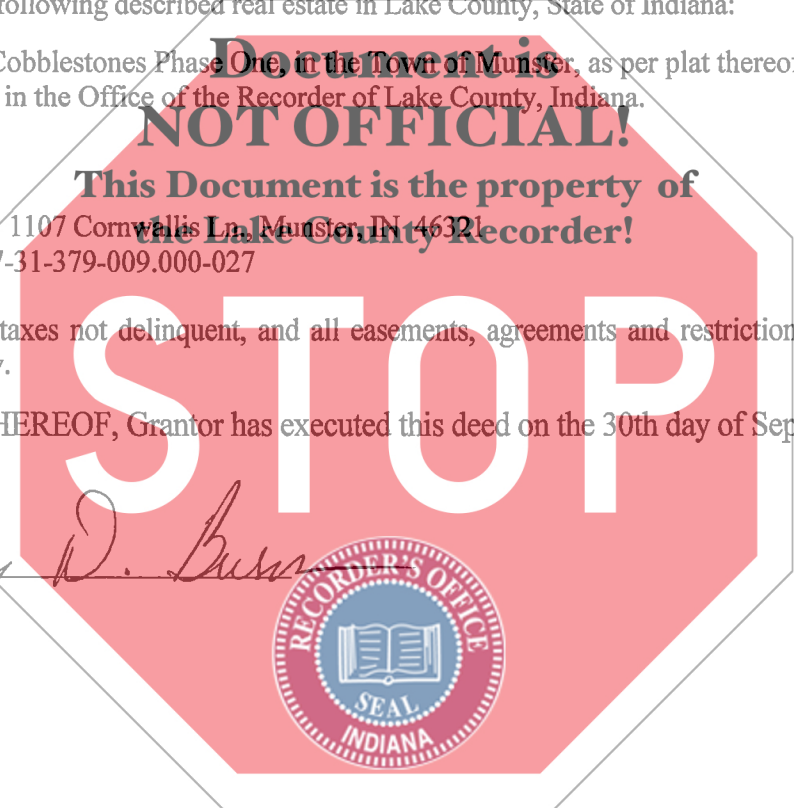 following described real estate in Lake County, State of Indiana:
Document is
Cobblestones Phase One, in the Town of Munster, as per plat thereof
in the Office of the Recorder of Lake County, Indiana.
NOT OFFICIAL!
This Document is the property of
1107 Cornwallis Ln., Munster, IN 46321
the Lake County Recorder!
7-31-379-009.000-027
taxes not delinquent, and all easements, agreements and restriction
y.
STOP
HEREOF, Grantor has executed this deed on the 30th day of Sep
D.
RECORDER'S OFFICE
SEAL
INDIANA